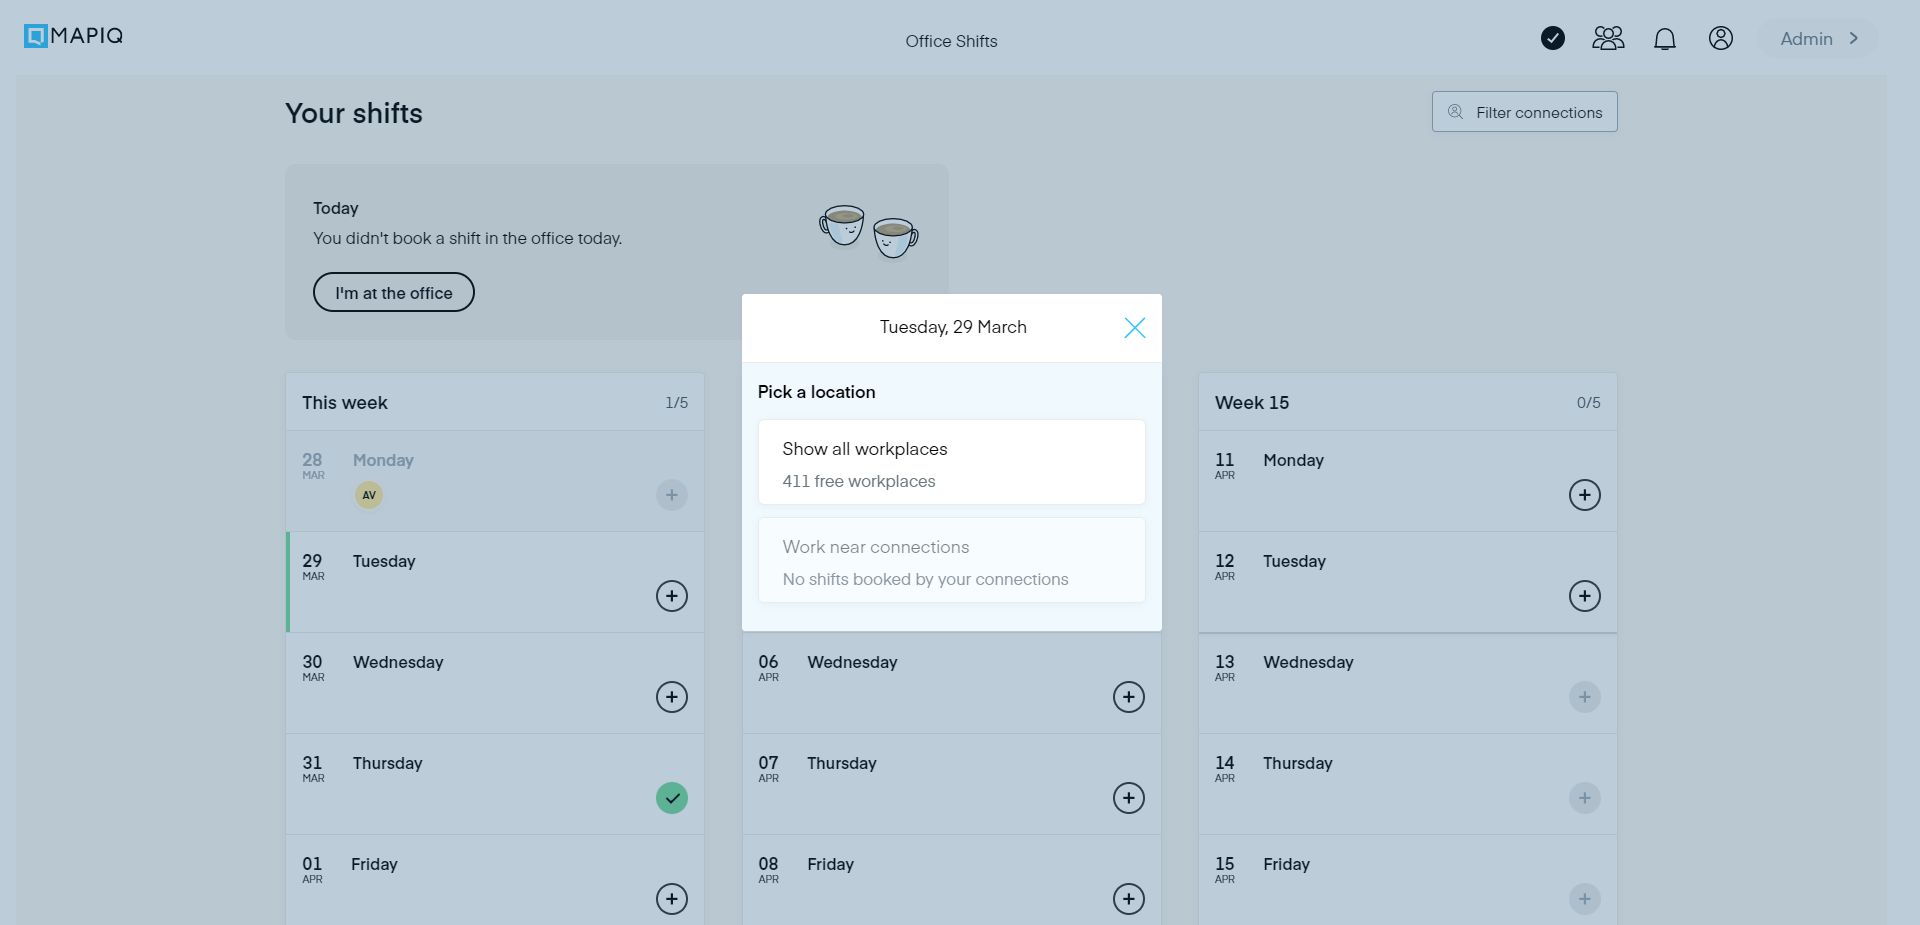 MAPIQ
Office Shifts
Admin
Your shifts
Filter connections
Today
You didn't book a shift in the office today.
I'm at the office
Tuesday, 29 March
Pick a location
Show all workplaces
411 free workplaces
Work near connections
No shifts booked by your connections
This week 1/5
28 Monday
MAR
AV
29 Tuesday
MAR
30 Wednesday
MAR
31 Thursday
MAR
01 Friday
APR
06 Wednesday
APR
07 Thursday
APR
08 Friday
APR
Week 15 0/5
11 Monday
APR
12 Tuesday
APR
13 Wednesday
APR
14 Thursday
APR
15 Friday
APR